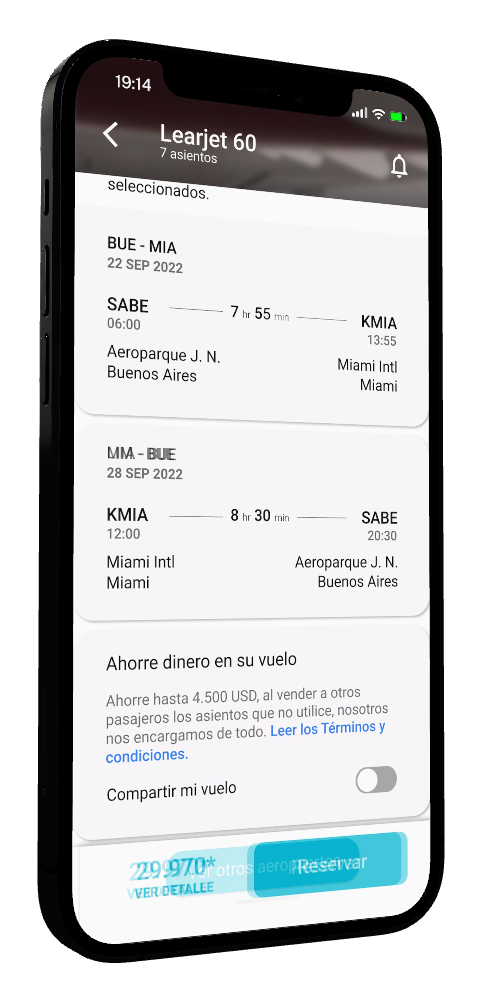 19:14
Learjet 60
7 asientos
seleccionados.
BUE - MIA
22 SEP 2022
SABE 7 hr 55 min KMIA
06:00 13:55
Aeroparque J. N. Miami Intl
Buenos Aires Miami
BUE
28 SEP 2022
KMIA 8 hr 30 min SABE
12:00 20:30
Miami Intl Aeroparque J. N.
Miami Buenos Aires
Ahorre dinero en su vuelo
Ahorre hasta 4.500 USD, al vender a otros
pasajeros los asientos que no utilice, nosotros
nos encargamos de todo. Leer los Términos y
condiciones.
Compartir mi vuelo
29.970* Ver otros Reservar
VER DETALLE